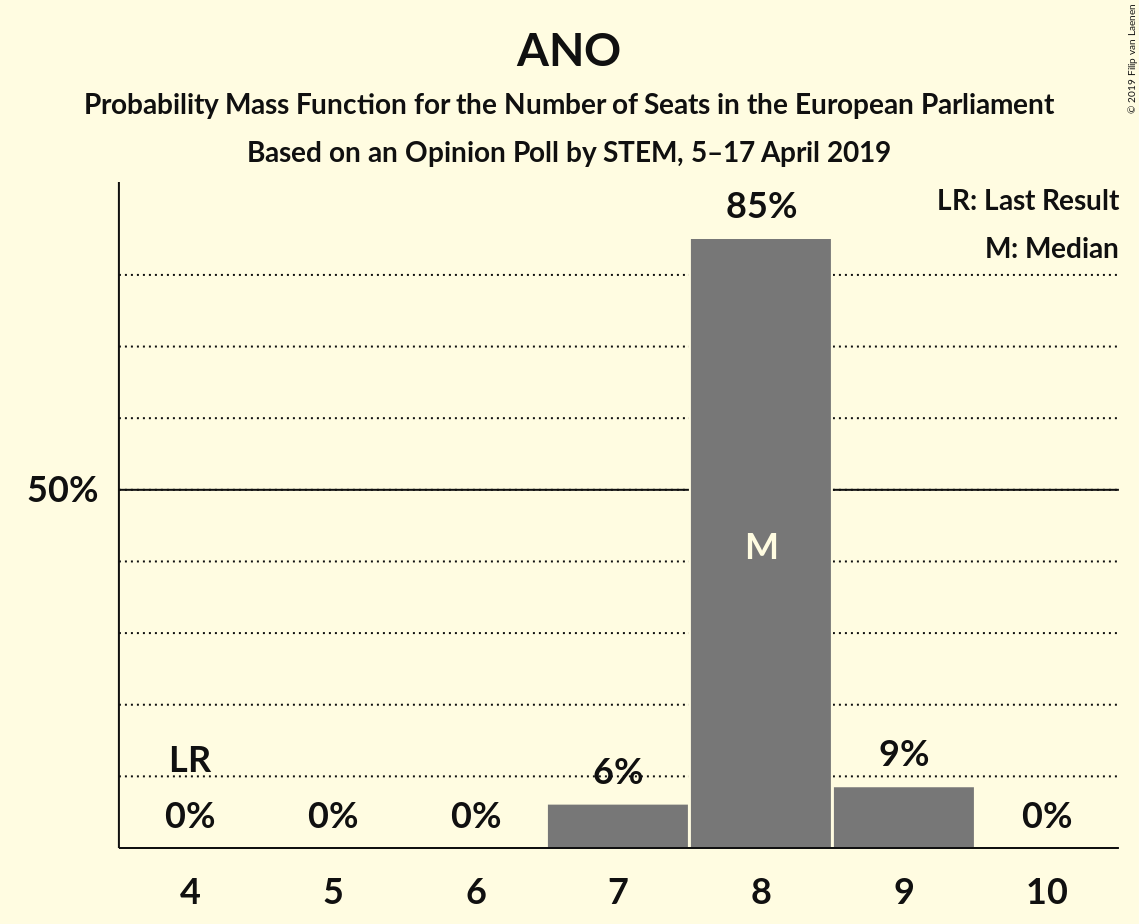 ANO
Probability Mass Function for the Number of Seats in the European Parliament
Based on an Opinion Poll by STEM, 5–17 April 2019
© 2019 Filip van Laenen
LR: Last Result
M: Median
85%
50%
M
LR
6%
9%
0%
0%
0%
0%
4
5
6
7
8
9
10